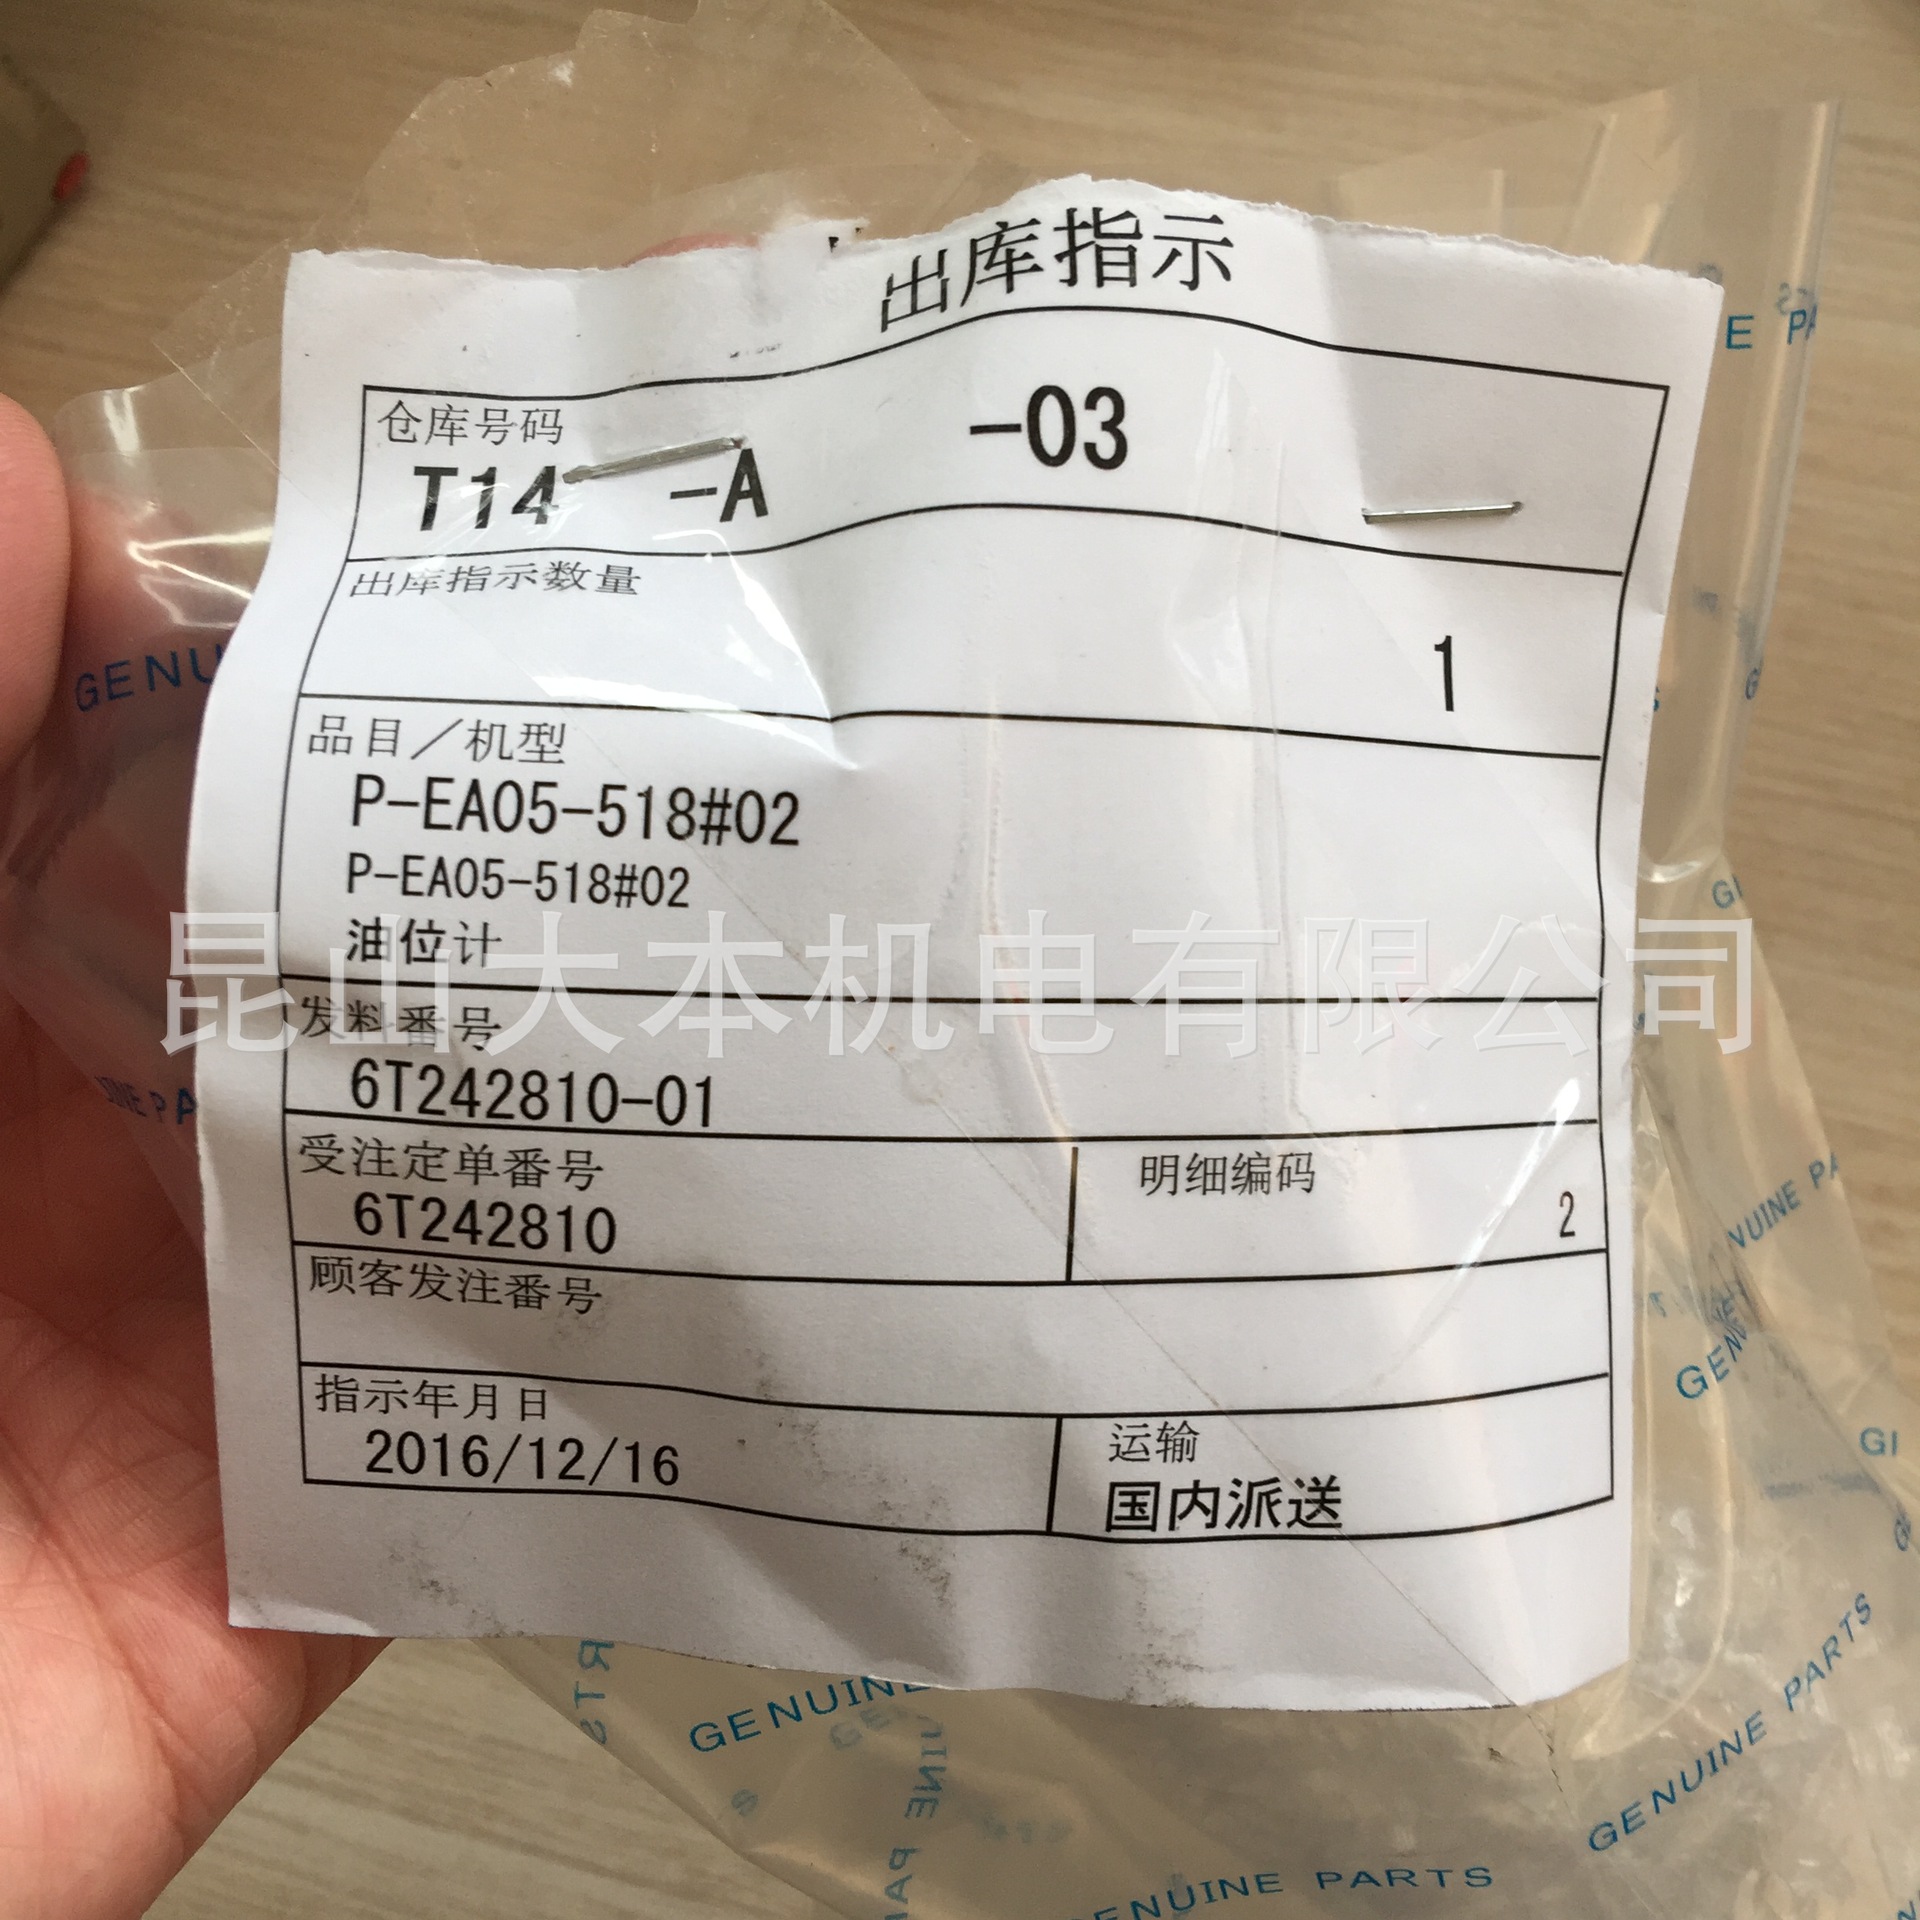 出库指示
仓库号码
T14 -A -03
出库指示数量
1
品目／机型
P-EA05-518#02
P-EA05-518#02
油位计
昆山大本机电有限公司
发料番号
6T242810-01
受注定单番号
6T242810
明细编码
2
顾客发注番号
指示年月日
2016/12/16
运输
国内派送
GENUINE PARTS
GENUINE PARTS